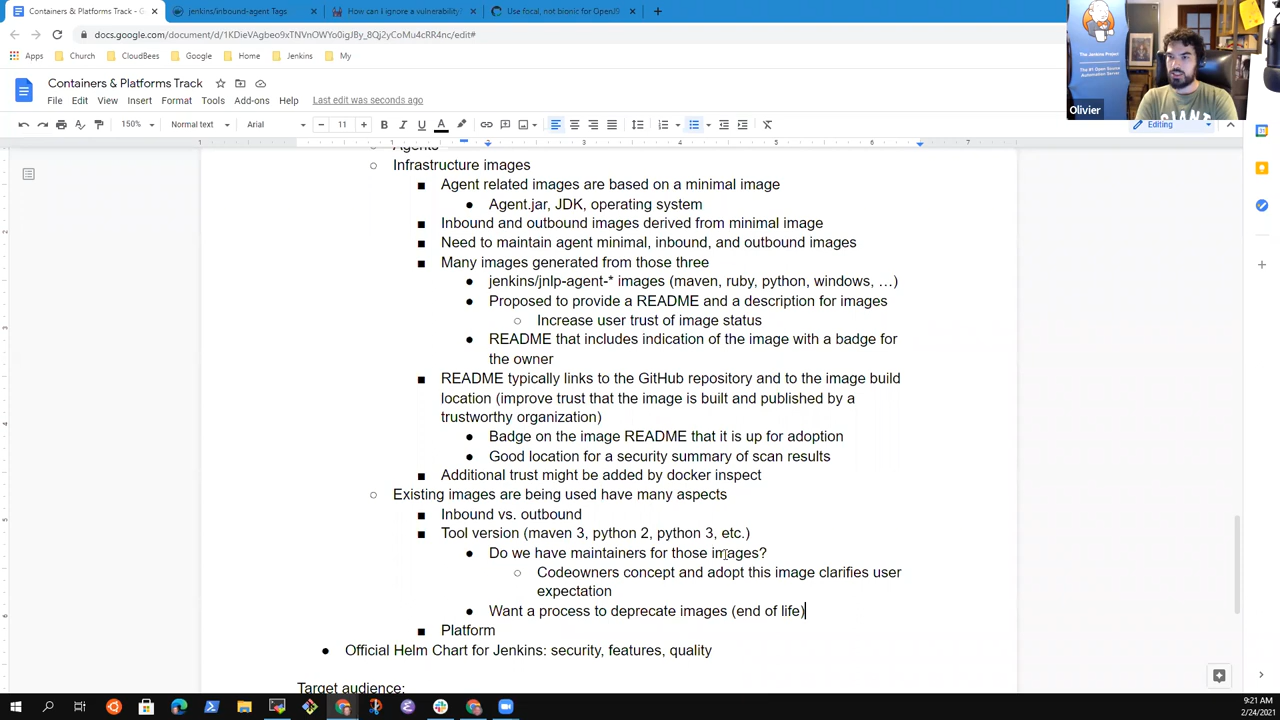 Containers & Platforms Track - G
jenkins/inbound-agent Tags
How can i ignore a vulnerability?
Use focal, not bionic for OpenJS
docs.google.com/document/d/1KDieVAgbeo9xTNVnOWYo0igJ8y_8Qj2yCoMu4cRR4nc/edit#
Apps
Church
CloudBees
Google
Home
Jenkins
My
Containers & Platforms Track
File Edit View Insert Format Tools Add-ons Help Last edit was seconds ago
150% Normal text Arial 11 Editing
The Jenkins Project
The #1 Open Source
Automation Server
Olivier
Agents
○ Infrastructure images
■ Agent related images are based on a minimal image
● Agent.jar, JDK, operating system
■ Inbound and outbound images derived from minimal image
■ Need to maintain agent minimal, inbound, and outbound images
■ Many images generated from those three
● jenkins/jnlp-agent-* images (maven, ruby, python, windows, …)
● Proposed to provide a README and a description for images
○ Increase user trust of image status
● README that includes indication of the image with a badge for
the owner
■ README typically links to the GitHub repository and to the image build
location (improve trust that the image is built and published by a
trustworthy organization)
● Badge on the image README that it is up for adoption
● Good location for a security summary of scan results
■ Additional trust might be added by docker inspect
○ Existing images are being used have many aspects
■ Inbound vs. outbound
■ Tool version (maven 3, python 2, python 3, etc.)
● Do we have maintainers for those images?
○ Codeowners concept and adopt this image clarifies user
expectation
● Want a process to deprecate images (end of life)
■ Platform
● Official Helm Chart for Jenkins: security, features, quality
Target audience:
9:21 AM
2/24/2021